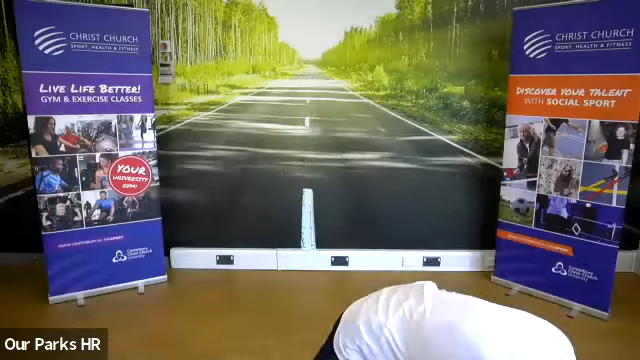 CHRIST CHURCH
SPORT, HEALTH & FITNESS
LIVE LIFE BETTER!
GYM & EXERCISE CLASSES
YOUR
UNIVERSITY
GYM!
Canterbury
Christ Church
University
CHRIST CHURCH
SPORT, HEALTH & FITNESS
DISCOVER YOUR TALENT
WITH SOCIAL SPORT
Canterbury
Christ Church
University
Our Parks HR